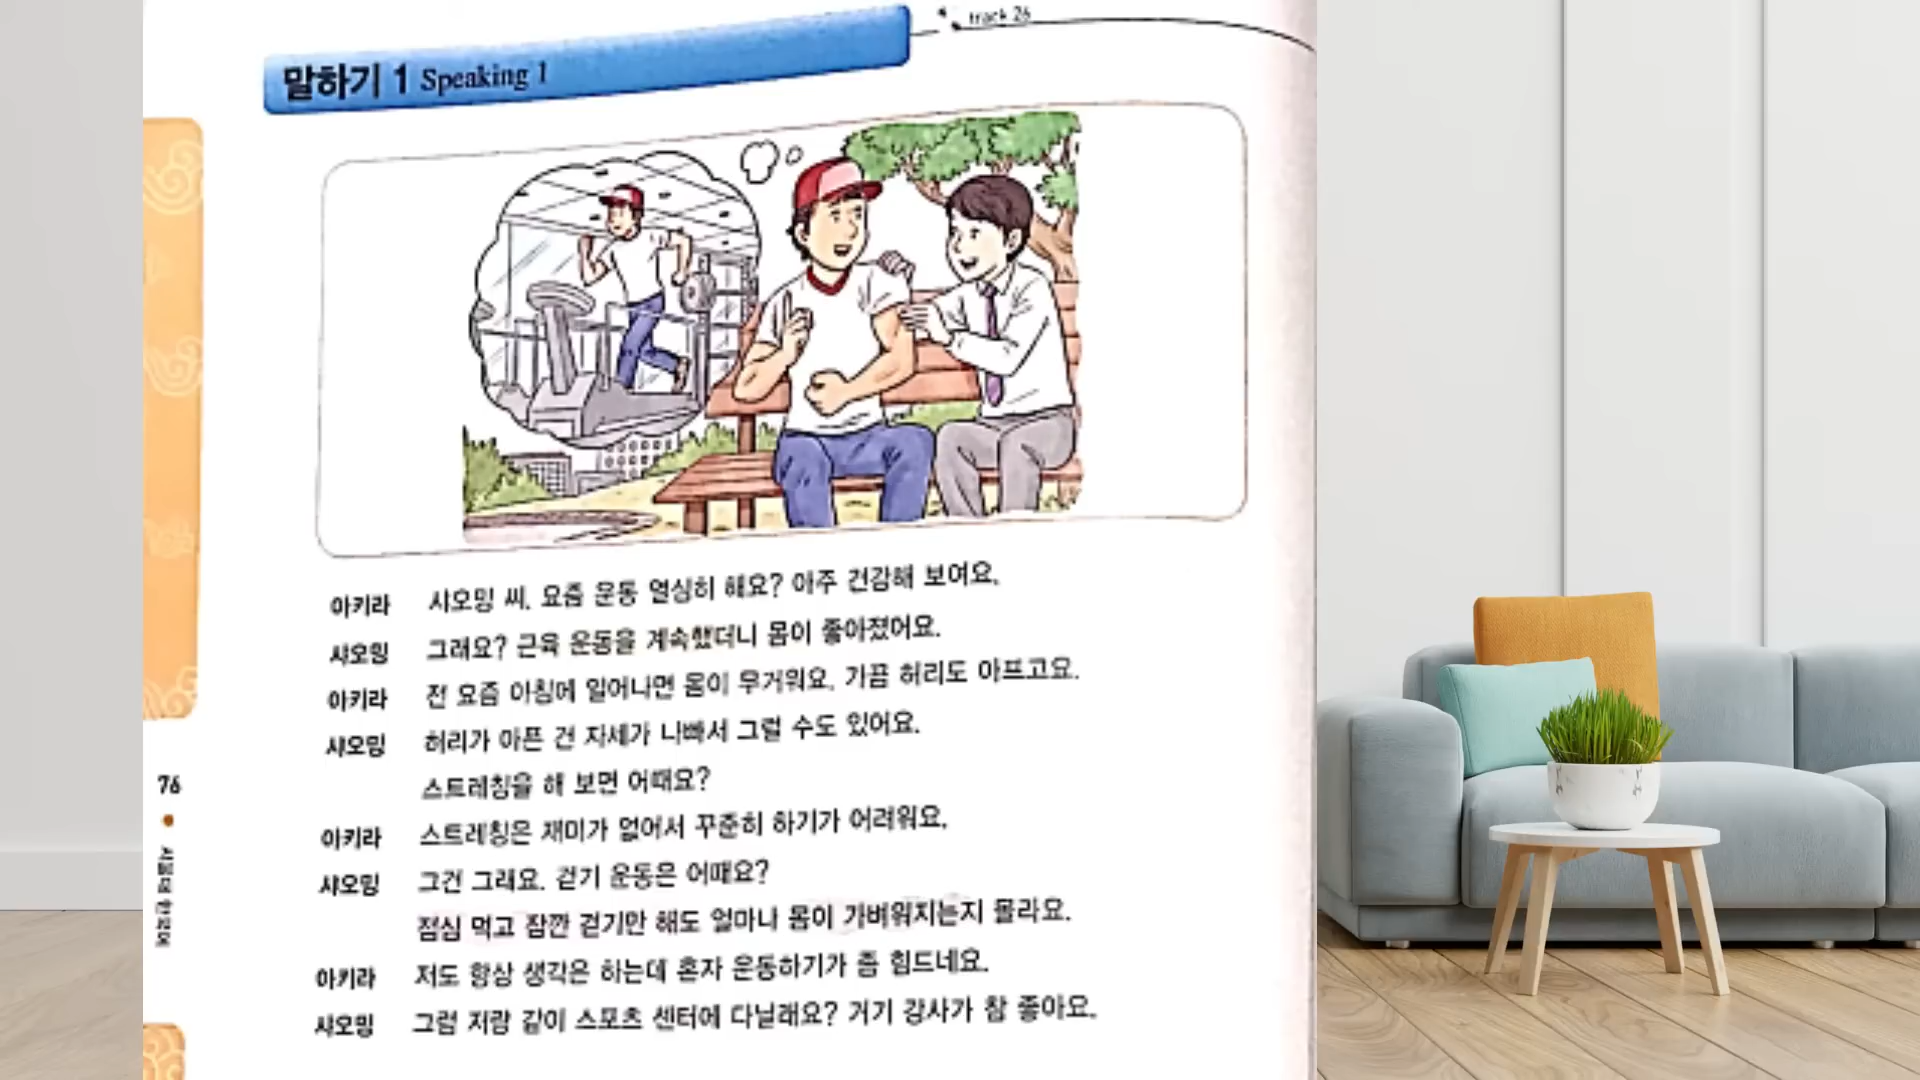 track 26
말하기 1 Speaking 1
아키라 샤오밍 씨, 요즘 운동 열심히 해요? 아주 건강해 보여요.
샤오밍 그래요? 근육 운동을 계속했더니 몸이 좋아졌어요.
아키라 전 요즘 아침에 일어나면 몸이 무거워요. 가끔 허리도 아프고요.
샤오밍 허리가 아픈 건 자세가 나빠서 그럴 수도 있어요.
스트레칭을 해 보면 어때요?
아키라 스트레칭은 재미가 없어서 꾸준히 하기가 어려워요.
샤오밍 그건 그래요. 걷기 운동은 어때요?
점심 먹고 잠깐 걷기만 해도 얼마나 몸이 가벼워지는지 몰라요.
아키라 저도 항상 생각은 하는데 혼자 운동하기가 좀 힘드네요.
샤오밍 그럼 저랑 같이 스포츠 센터에 다닐래요? 거기 강사가 참 좋아요.
76
서울대 한국어